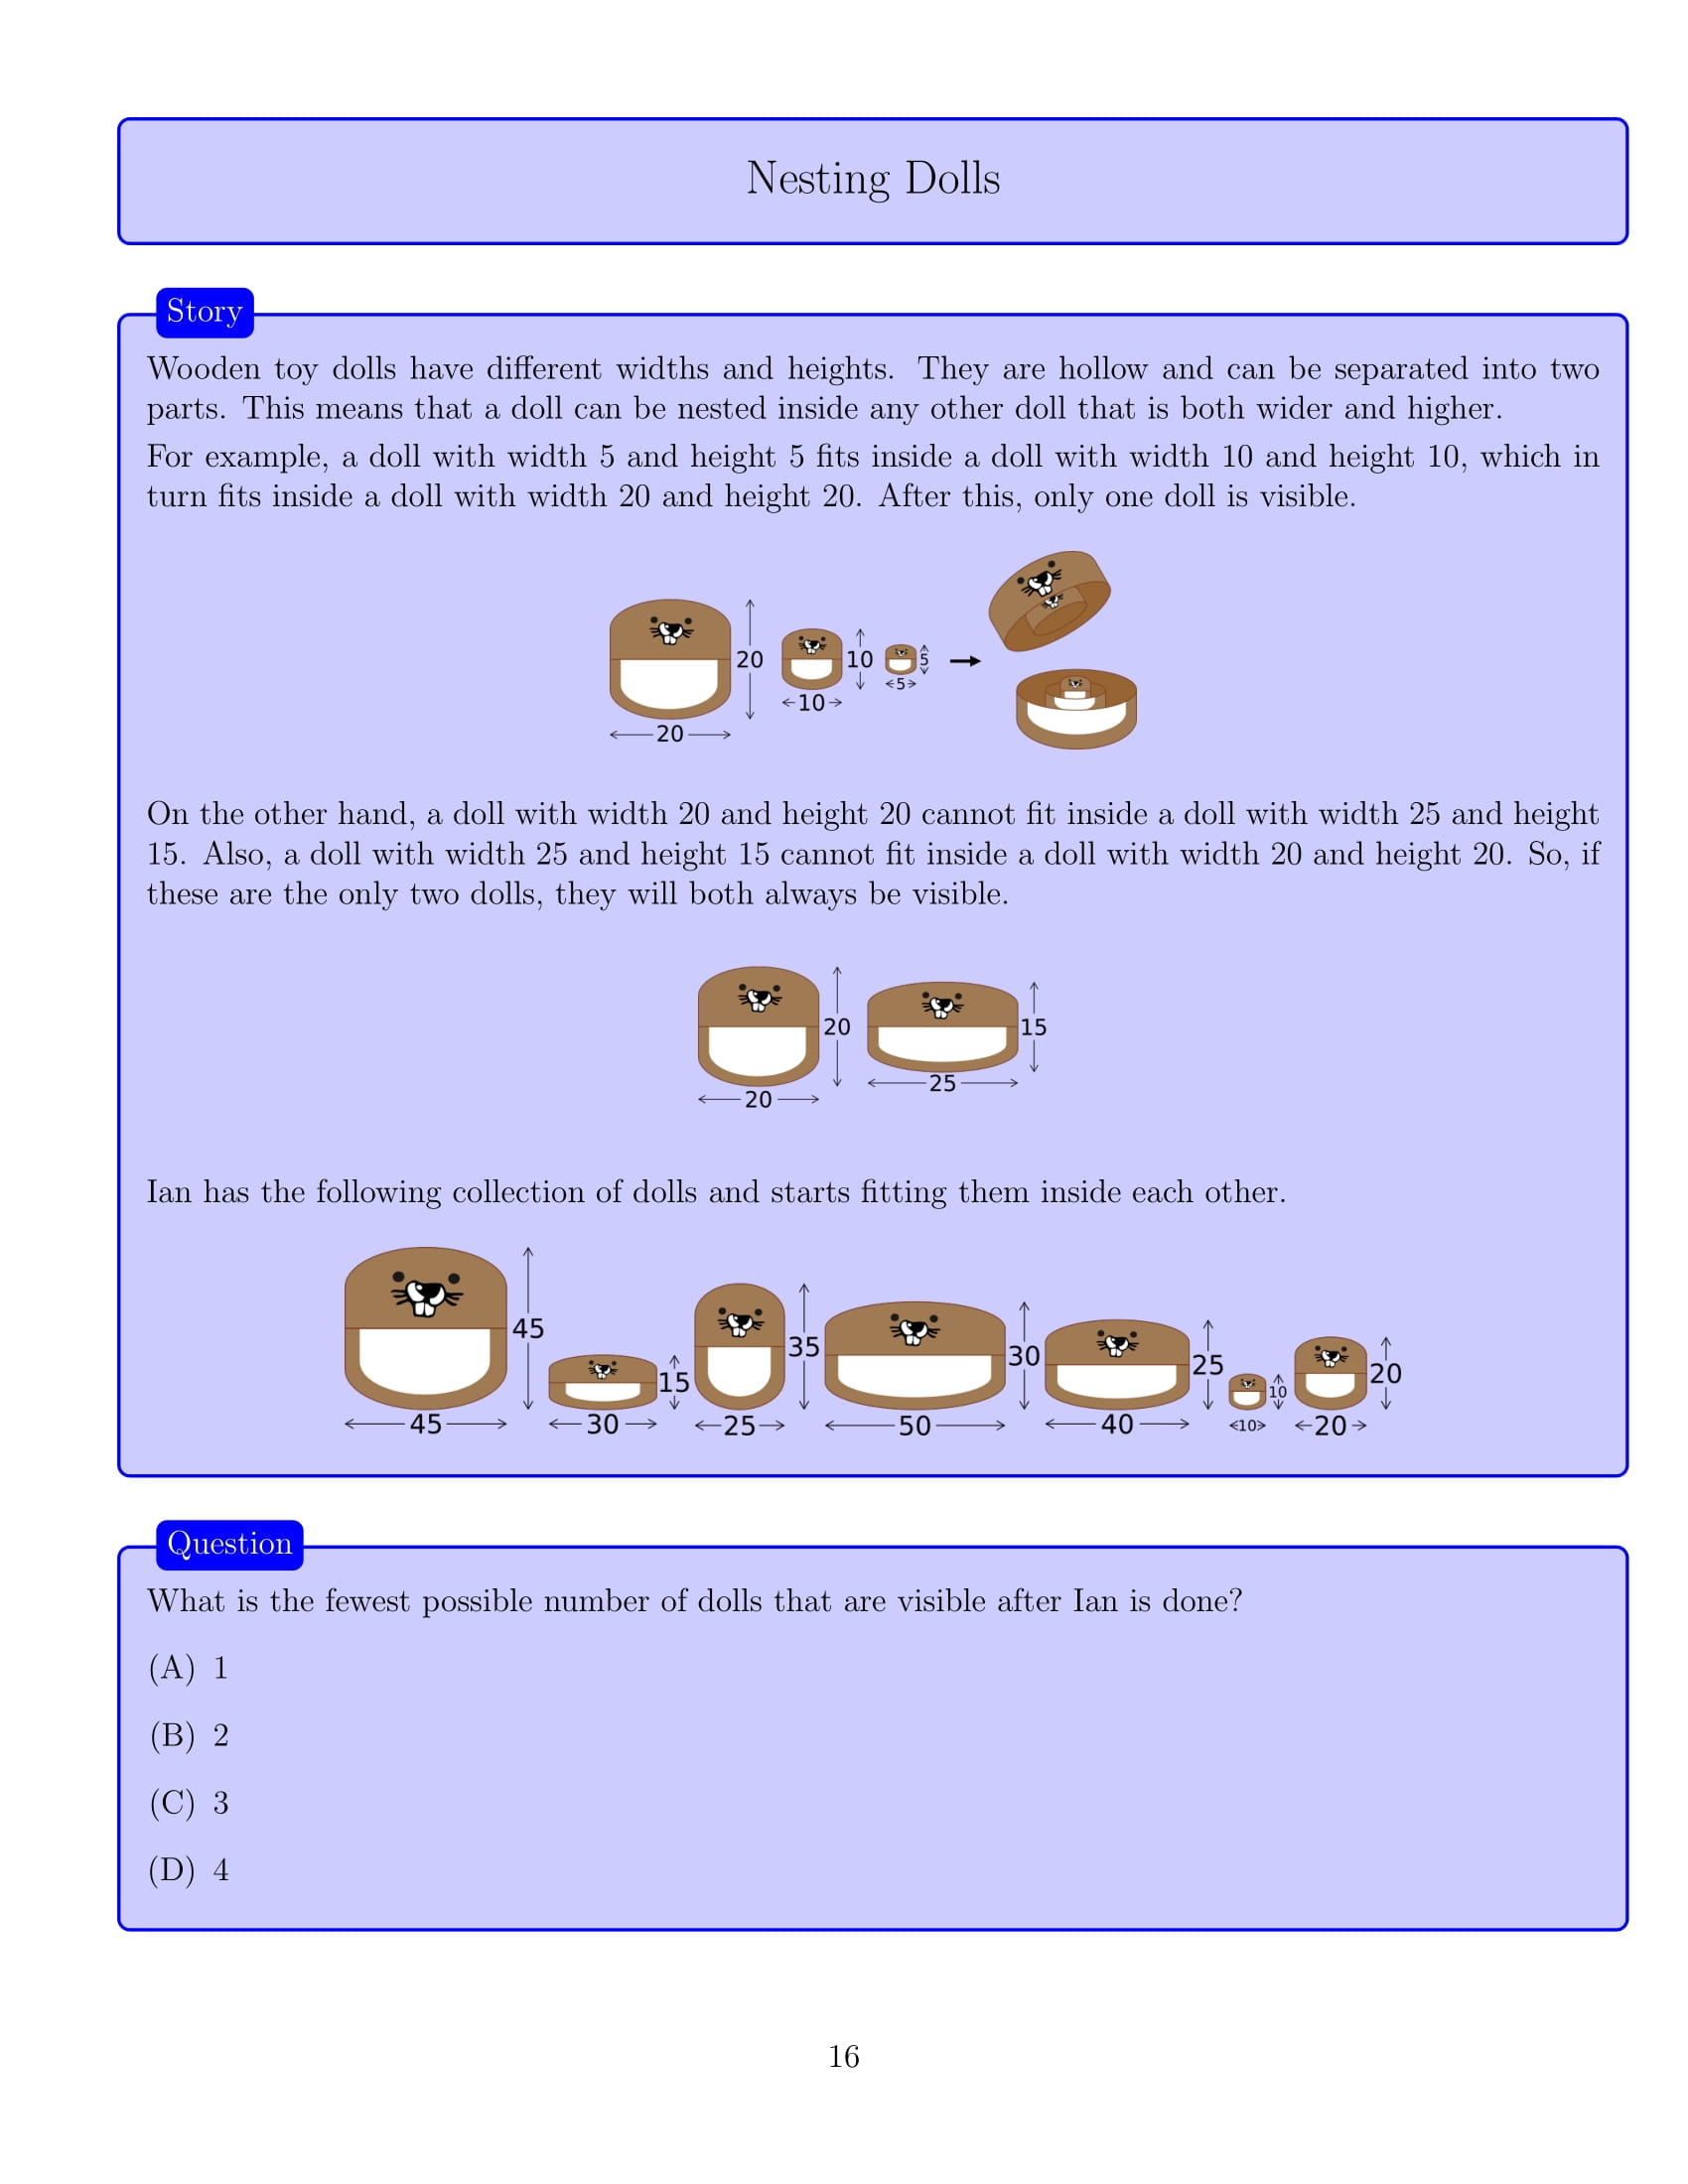 Nesting Dolls
Story
Wooden toy dolls have different widths and heights. They are hollow and can be separated into two
parts. This means that a doll can be nested inside any other doll that is both wider and higher.
For example, a doll with width 5 and height 5 fits inside a doll with width 10 and height 10, which in
turn fits inside a doll with width 20 and height 20. After this, only one doll is visible.
20 10 5
5
10
20
On the other hand, a doll with width 20 and height 20 cannot fit inside a doll with width 25 and height
15. Also, a doll with width 25 and height 15 cannot fit inside a doll with width 20 and height 20. So, if
these are the only two dolls, they will both always be visible.
20 15
25
20
Ian has the following collection of dolls and starts fitting them inside each other.
45 15 35 30 25 10 20
45 30 25 50 40 10 20
Question
What is the fewest possible number of dolls that are visible after Ian is done?
(A) 1
(B) 2
(C) 3
(D) 4
16